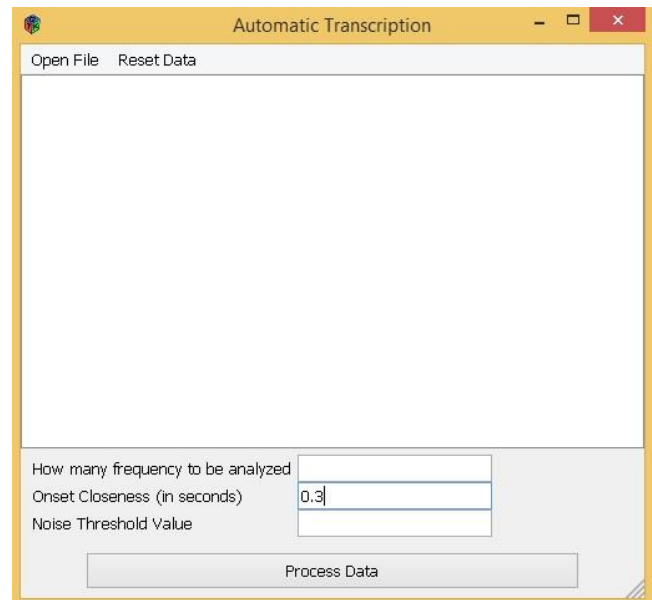 Automatic Transcription
Open File Reset Data
How many frequency to be analyzed
Onset Closeness (in seconds) 0.3
Noise Threshold Value
Process Data